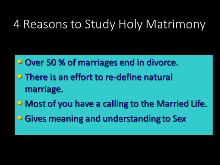 4 Reasons to Study Holy Matrimony
Over 50 % of marriages end in divorce.
There is an effort to re-define natural
marriage.
Most of you have a calling to the Married Life.
Gives meaning and understanding to Sex